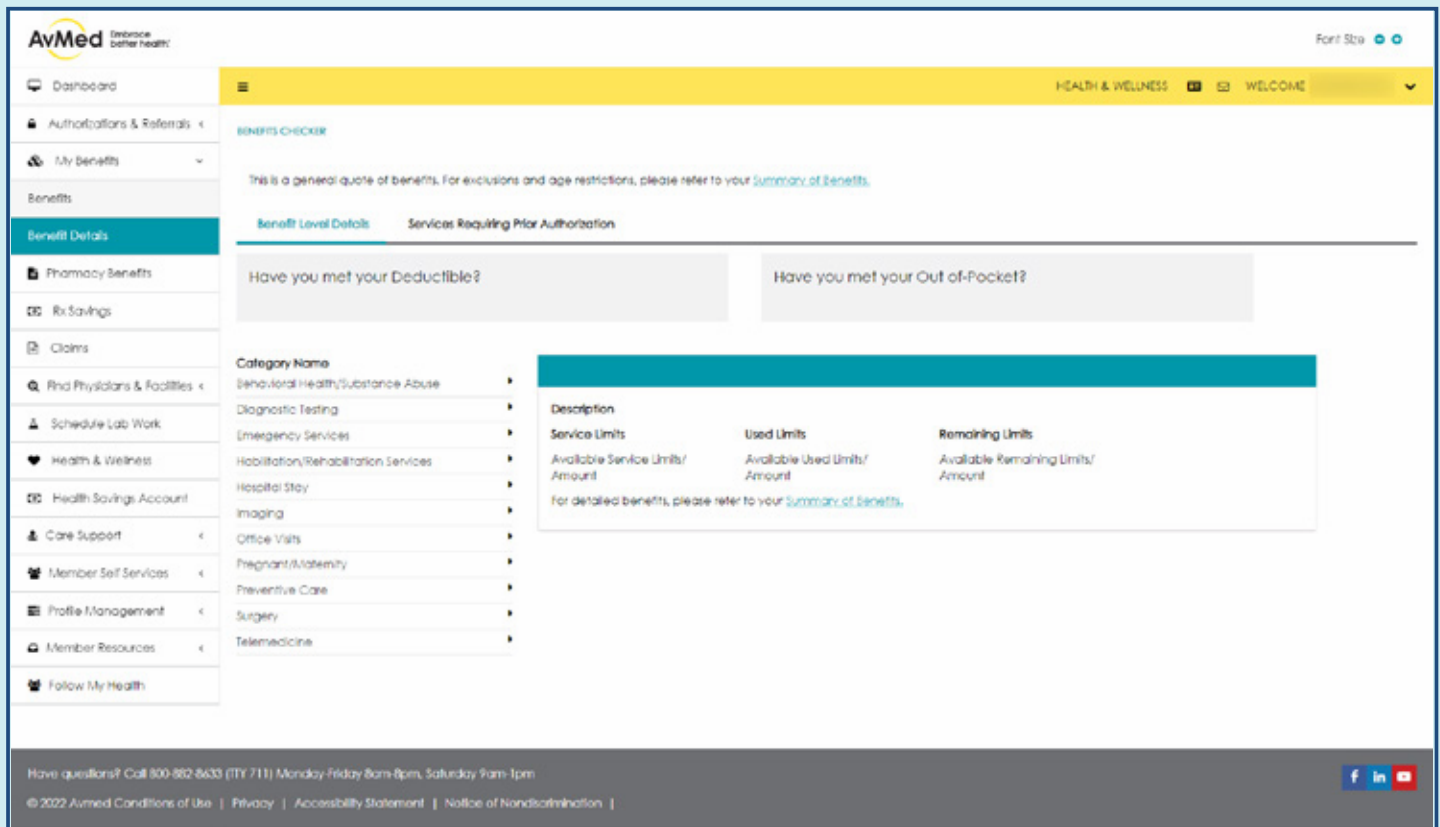 AvMed Embrace better health.
Font Size
Dashboard
HEALTH & WELLNESS
WELCOME
Authorizations & Referrals
BENEFITS CHECKER
My Benefits
This is a general quote of benefits. For exclusions and age restrictions, please refer to your Summary of Benefits.
Benefits
Benefit Level Details
Services Requiring Prior Authorization
Benefit Details
Pharmacy Benefits
Have you met your Deductible?
Have you met your Out of-Pocket?
Rx Savings
Claims
Find Physicians & Facilities
Schedule Lab Work
Health & Wellness
Health Savings Account
Care Support
Member Self Services
Profile Management
Member Resources
Follow My Health
Category Name
Behavioral Health/Substance Abuse
Diagnostic Testing
Emergency Services
Habilitation/Rehabilitation Services
Hospital Stay
Imaging
Office Visits
Pregnant/Maternity
Preventive Care
Surgery
Telemedicine
Description
Service Limits
Used Limits
Remaining Limits
Available Service Limits/
Amount
Available Used Limits/
Amount
Available Remaining Limits/
Amount
For detailed benefits, please refer to your Summary of Benefits.
Have questions? Call 800-882-8633 (TTY 711) Monday-Friday 8am-8pm, Saturday 9am-1pm
© 2022 Avmed Conditions of Use | Privacy | Accessibility Statement | Notice of Nondiscrimination |